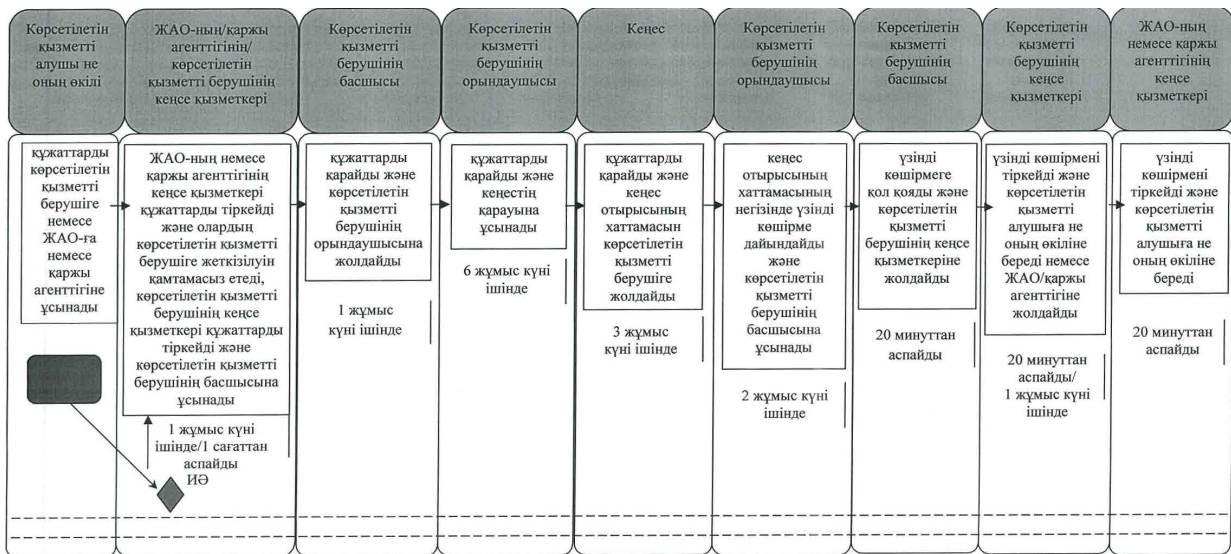 Көрсетілетін
қызметті
алушы не
оның өкілі
ЖАО-ның/қаржы
агенттігінің/
көрсетілетін
қызметті берушінің
кеңсе қызметкері
Көрсетілетін
қызметті
берушінің
басшысы
Көрсетілетін
қызметті
берушінің
орындаушысы
Кеңес
Көрсетілетін
қызметті
берушінің
орындаушысы
Көрсетілетін
қызметті
берушінің
басшысы
Көрсетілетін
қызметті
берушінің
кеңсе
қызметкері
ЖАО-ның
немесе қаржы
агенттігінің
кеңсе
қызметкері
құжаттарды
көрсетілетін
қызметті
берушіге
немесе
ЖАО-ға
немесе
қаржы
агенттігіне
ұсынады
ЖАО-ның немесе
қаржы агенттігінің
кеңсе қызметкері
құжаттарды тіркейді
және олардың
көрсетілетін қызметті
берушіге жеткізілуін
қамтамасыз етеді,
көрсетілетін қызметті
берушінің кеңсе
қызметкері құжаттарды
тіркейді және
көрсетілетін қызметті
берушінің басшысына
ұсынады
1 жұмыс күні
ішінде/1 сағаттан
аспайды
ИӘ
құжаттарды
қарайды және
көрсетілетін
қызметті
берушінің
орындаушысына
жолдайды
1 жұмыс
күні ішінде
құжаттарды
қарайды және
кеңестің
қарауына
ұсынады
6 жұмыс күні
ішінде
құжаттарды
қарайды және
кеңес
отырысының
хаттамасын
көрсетілетін
қызметті
берушіге
жолдайды
3 жұмыс
күні ішінде
кеңес
отырысының
хаттамасының
негізінде үзінді
көшірме
дайындайды
және
көрсетілетін
қызметті
берушінің
басшысына
ұсынады
2 жұмыс күні
ішінде
үзінді
көшірмеге
қол қояды және
көрсетілетін
қызметті
берушінің кеңсе
қызметкеріне
жолдайды
20 минуттан
аспайды
үзінді көшірмені
тіркейді және
көрсетілетін
қызметті
алушыға не
оның өкіліне
береді немесе
ЖАО/қаржы
агенттігіне
жолдайды
20 минуттан
аспайды/
1 жұмыс күні
ішінде
үзінді
көшірмені
тіркейді және
көрсетілетін
қызметті
алушыға не
оның өкіліне
береді
20 минуттан
аспайды